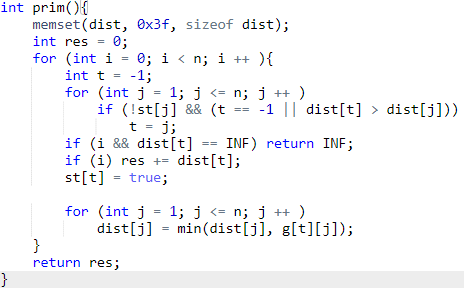 int prim(){
    memset(dist, 0x3f, sizeof dist);
    int res = 0;
    for (int i = 0; i < n; i ++ ){
        int t = -1;
        for (int j = 1; j <= n; j ++ )
            if (!st[j] && (t == -1 || dist[t] > dist[j]))
                t = j;
        if (i && dist[t] == INF) return INF;
        if (i) res += dist[t];
        st[t] = true;

        for (int j = 1; j <= n; j ++ )
            dist[j] = min(dist[j], g[t][j]);
    }
    return res;
}